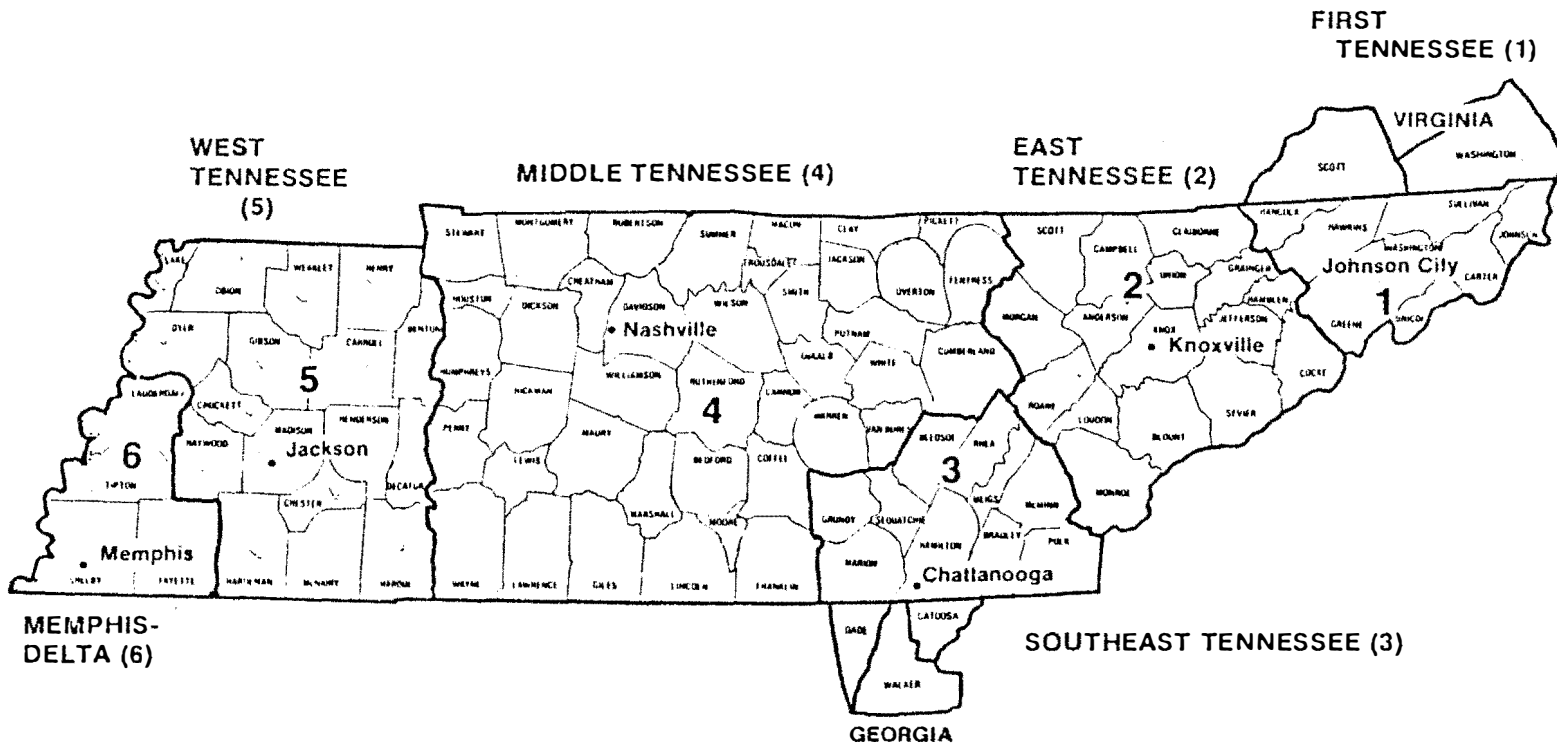 FIRST
TENNESSEE (1)
VIRGINIA
SCOTT
WASHINGTON
WEST
TENNESSEE
(5)
MIDDLE TENNESSEE (4)
EAST
TENNESSEE (2)
LAKE
OBION
WEAKLEY
HENRY
DYER
GIBSON
CARROLL
BENTON
5
LAUDERDALE
CROCKETT
HAYWOOD
MADISON
HENDERSON
Jackson
DECATUR
CHESTER
6
TIPTON
Memphis
SHELBY
FAYETTE
HARDEMAN
McNAIRY
HARDIN
STEWART
MONTGOMERY
ROBERTSON
SUMNER
MACON
CLAY
PICKETT
TROUSDALE
JACKSON
OVERTON
FENTRESS
HOUSTON
DICKSON
CHEATHAM
DAVIDSON
WILSON
SMITH
Nashville
PUTNAM
CUMBERLAND
HUMPHREYS
HICKMAN
WILLIAMSON
RUTHERFORD
CANNON
DEKALB
WHITE
4
WARREN
VAN BUREN
PERRY
LEWIS
MAURY
BEDFORD
COFFEE
MARSHALL
MOORE
WAYNE
LAWRENCE
GILES
LINCOLN
FRANKLIN
SCOTT
CAMPBELL
CLAIBORNE
2
UNION
GRAINGER
HAMBLEN
MORGAN
ANDERSON
KNOX
JEFFERSON
Knoxville
COCKE
ROANE
LOUDON
BLOUNT
SEVIER
MONROE
HANCOCK
HAWKINS
SULLIVAN
JOHNSON
WASHINGTON
Johnson City
CARTER
1
GREENE
UNICOI
BLEDSOE
RHEA
3
MEIGS
McMINN
GRUNDY
SEQUATCHIE
HAMILTON
BRADLEY
POLK
MARION
Chattanooga
MEMPHIS-
DELTA (6)
DADE
CATOOSA
WALKER
GEORGIA
SOUTHEAST TENNESSEE (3)